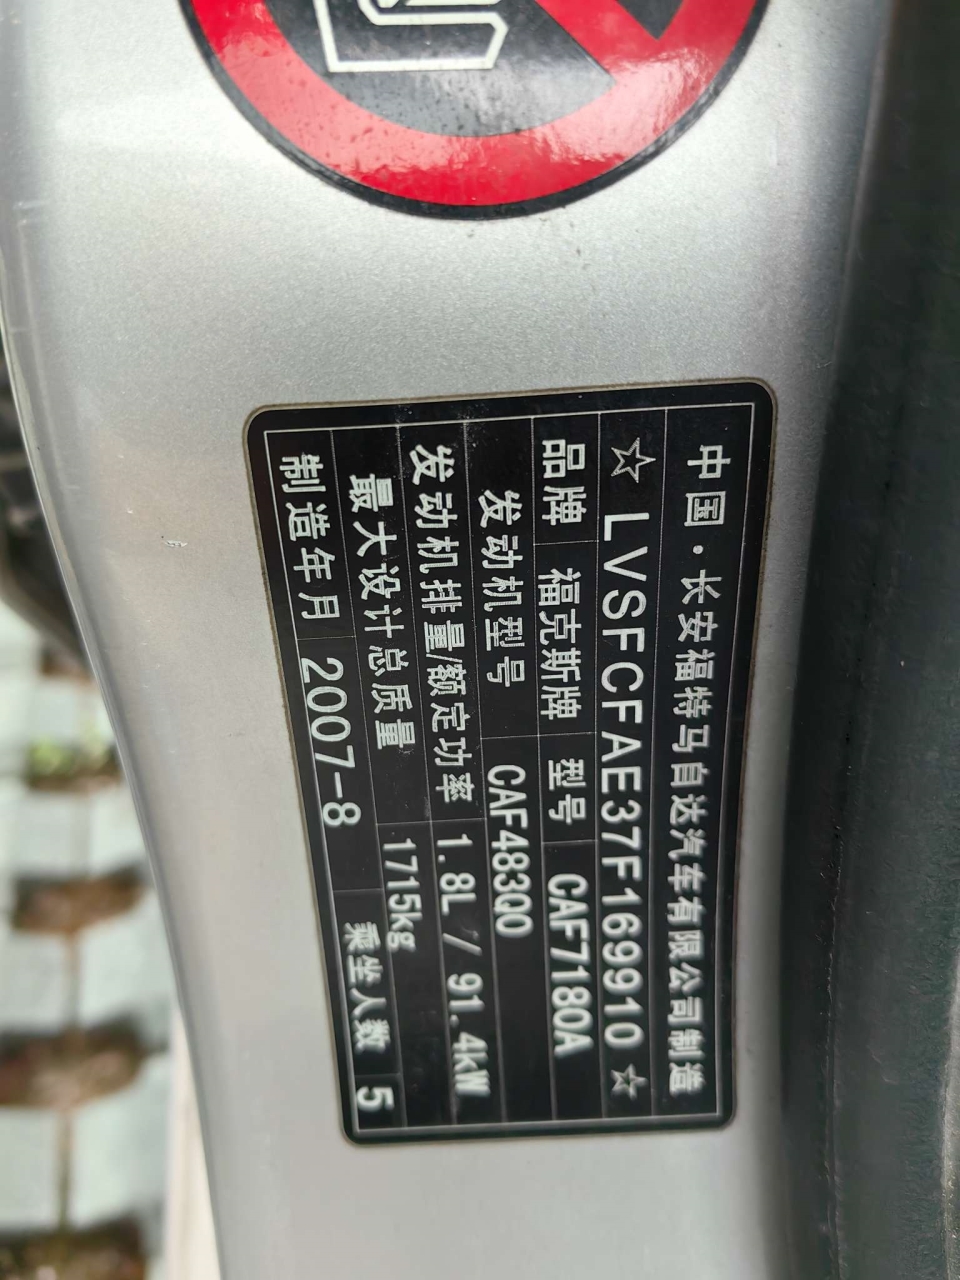 中国·长安福特马自达汽车有限公司制造
☆ LVSFCFAE37F169910 ☆
品牌 福克斯牌 型号 CAF7180A
发动机型号 CAF483Q0
发动机排量/额定功率 1.8L / 91.4kW
最大设计总质量 1715kg
制造年月 2007-8 乘坐人数 5